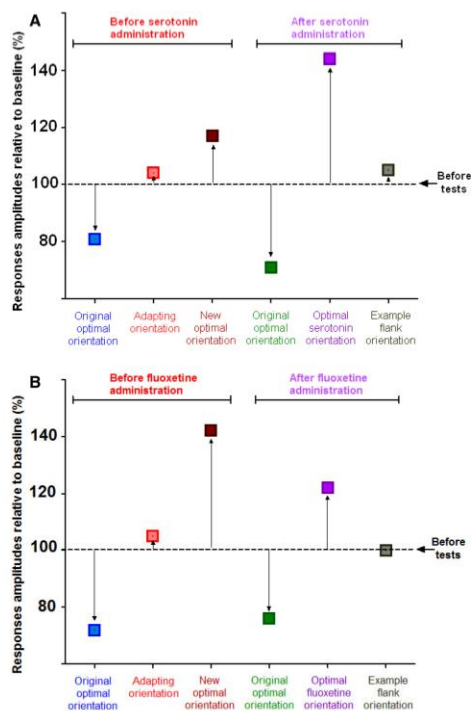 A
Before serotonin
administration
After serotonin
administration
Responses amplitudes relative to baseline (%)
140
120
100
80
Before
tests
Original
optimal
orientation
Adapting
orientation
New
optimal
orientation
Original
optimal
orientation
Optimal
serotonin
orientation
Example
flank
orientation
B
Before fluoxetine
administration
After fluoxetine
administration
Responses amplitudes relative to baseline (%)
140
120
100
80
Before
tests
Original
optimal
orientation
Adapting
orientation
New
optimal
orientation
Original
optimal
orientation
Optimal
fluoxetine
orientation
Example
flank
orientation